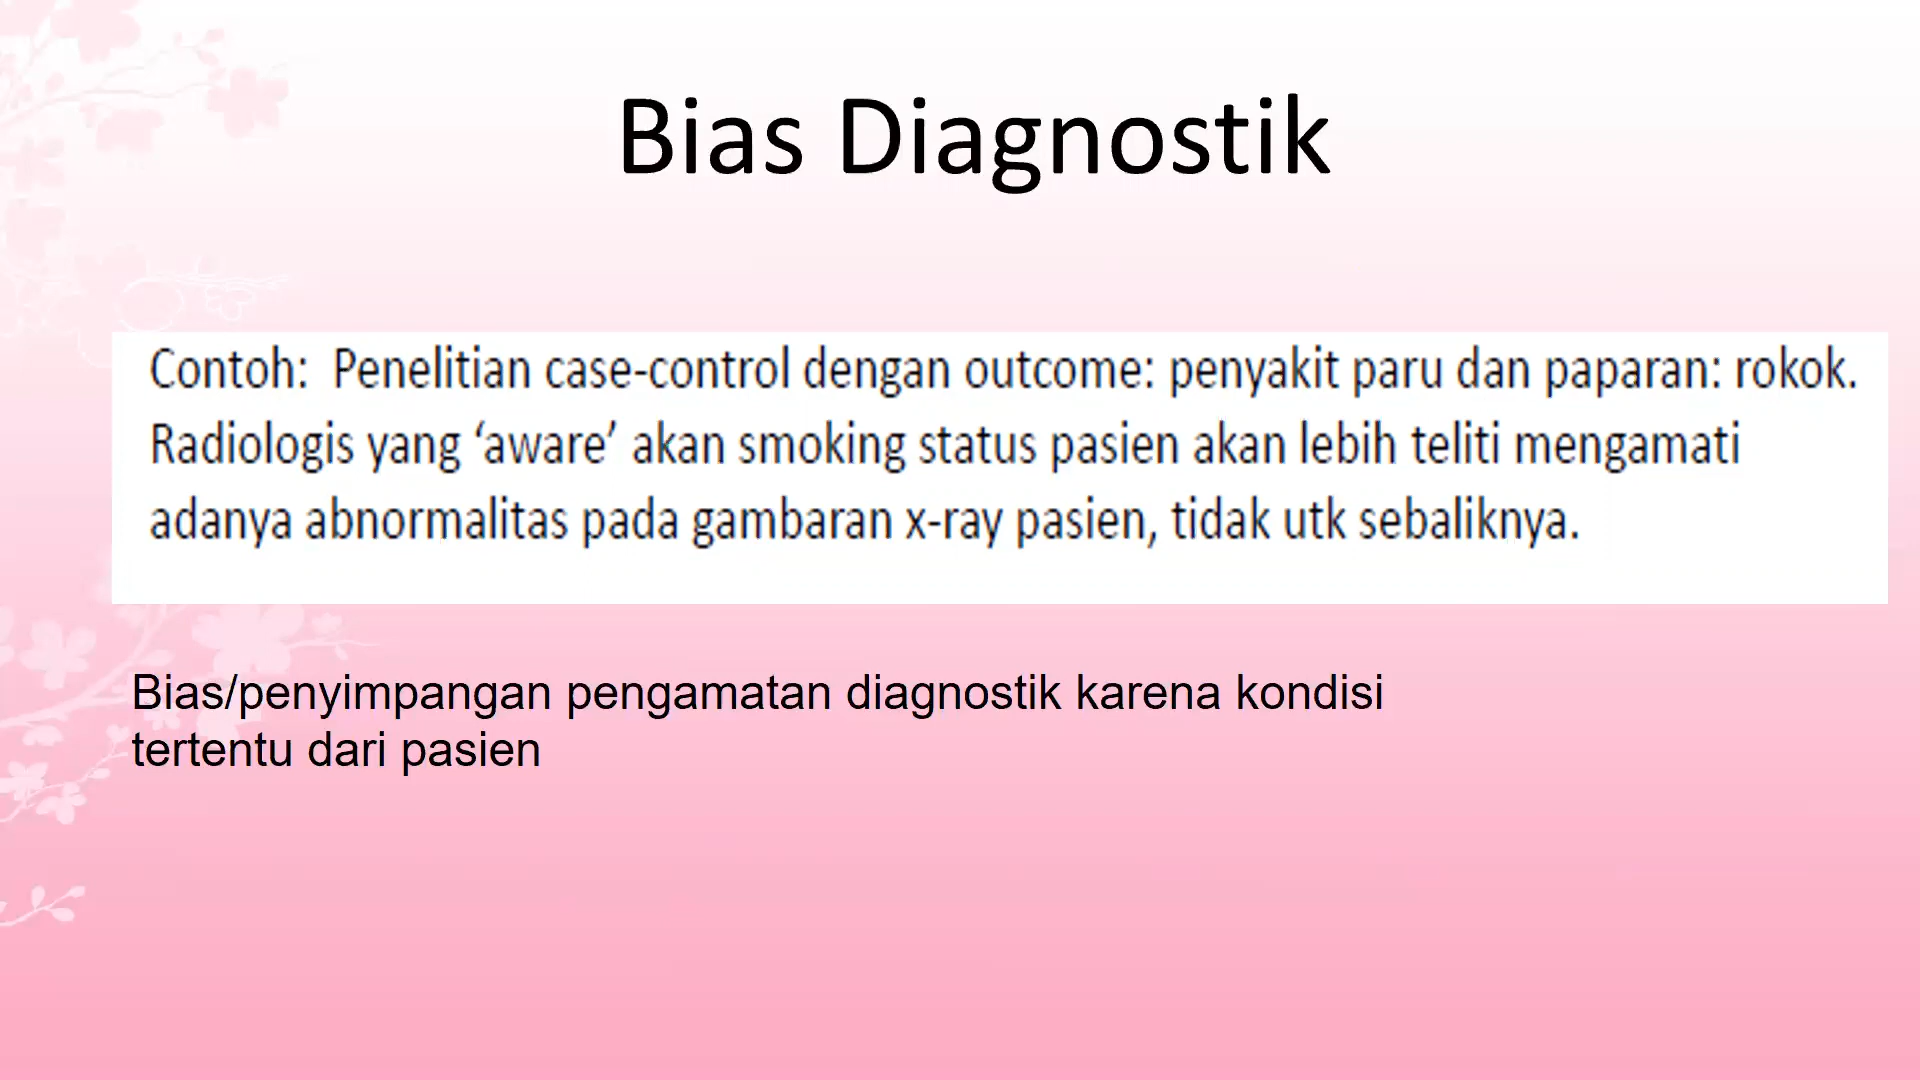 Bias Diagnostik
Contoh: Penelitian case-control dengan outcome: penyakit paru dan paparan: rokok.
Radiologis yang ‘aware’ akan smoking status pasien akan lebih teliti mengamati
adanya abnormalitas pada gambaran x-ray pasien, tidak utk sebaliknya.
Bias/penyimpangan pengamatan diagnostik karena kondisi
tertentu dari pasien